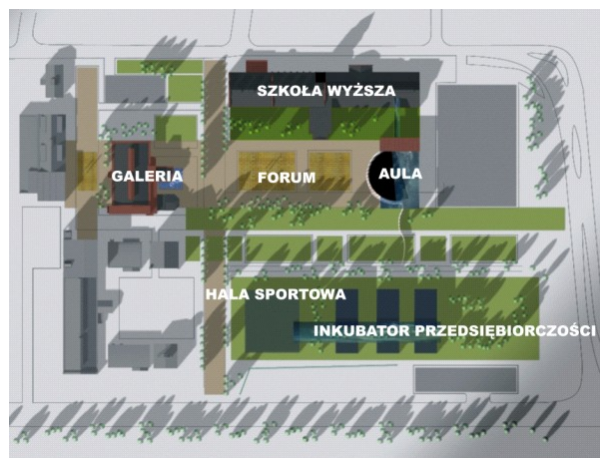 SZKOŁA WYŻSZA
GALERIA
FORUM
AULA
HALA SPORTOWA
INKUBATOR PRZEDSIĘBIORCZOŚCI